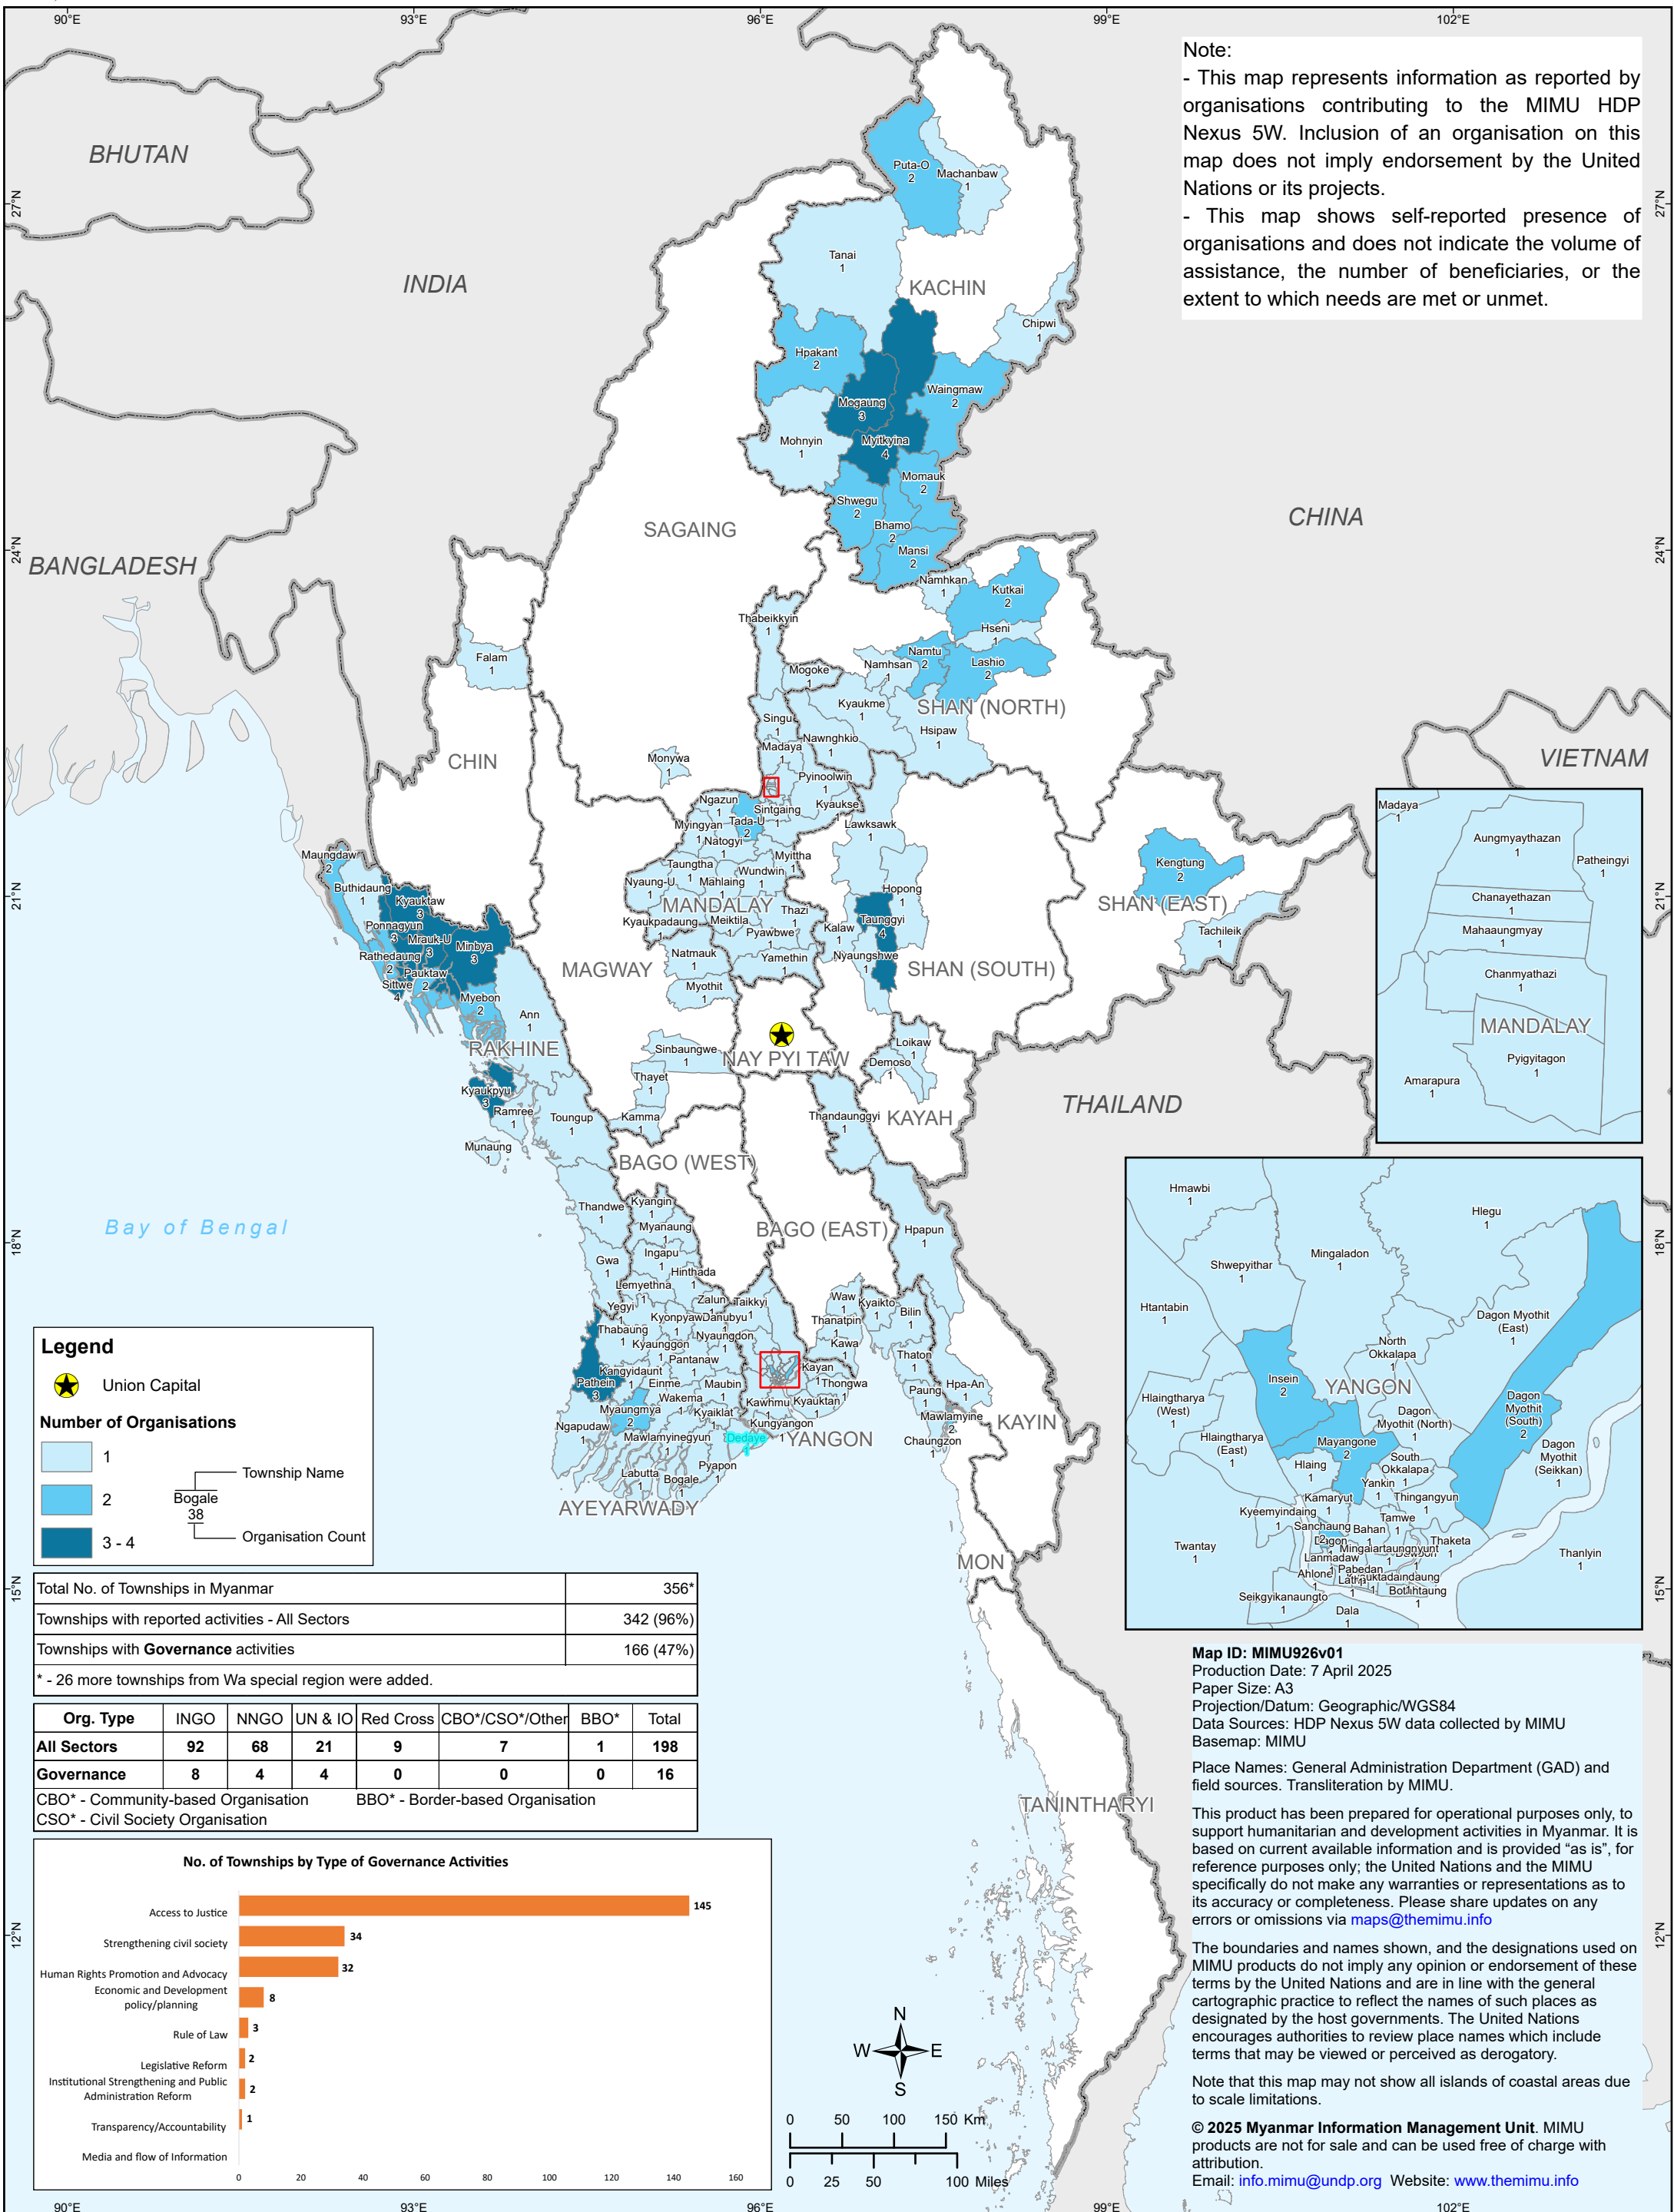 90°E
93°E
96°E
99°E
102°E
Note:
- This map represents information as reported by
organisations contributing to the MIMU HDP
Nexus 5W. Inclusion of an organisation on this
map does not imply endorsement by the United
Nations or its projects.
- This map shows self-reported presence of
organisations and does not indicate the volume of
assistance, the number of beneficiaries, or the
extent to which needs are met or unmet.
BHUTAN
INDIA
BANGLADESH
CHINA
VIETNAM
THAILAND
Bay of Bengal
27°N
27°N
24°N
24°N
21°N
21°N
18°N
18°N
15°N
15°N
12°N
12°N
KACHIN
Puta-O
2
Machanbaw
1
Tanai
1
Chipwi
1
Hpakant
2
Waingmaw
2
Mogaung
3
Myitkyina
4
Mohnyin
1
Momauk
2
Shwegu
2
Bhamo
2
Mansi
2
SAGAING
Monywa
1
CHIN
Falam
1
SHAN (NORTH)
Namhkan
1
Kutkai
2
Hseni
1
Namtu
2
Lashio
2
Namhsan
1
Kyaukme
1
Hsipaw
1
Nawnghkio
1
MANDALAY
Thabeikkyin
1
Mogoke
1
Singu
1
Madaya
1
Pyinoolwin
1
Ngazun
1
Sintgaing
1
Kyaukse
1
Tada-U
2
Myingyan
1
Natogyi
1
Myittha
1
Taungtha
1
Wundwin
1
Nyaung-U
1
Mahlaing
1
Kyaukpadaung
1
Meiktila
1
Thazi
1
Pyawbwe
1
Yamethin
1
SHAN (SOUTH)
Lawksawk
1
Hopong
1
Taunggyi
4
Kalaw
1
Nyaungshwe
1
SHAN (EAST)
Kengtung
2
Tachileik
1
MAGWAY
Natmauk
1
Myothit
1
Sinbaungwe
1
Thayet
1
Kamma
1
NAY PYI TAW
KAYAH
Loikaw
1
Demoso
1
RAKHINE
Maungdaw
2
Buthidaung
1
Kyauktaw
3
Ponnagyun
3
Mrauk-U
3
Minbya
3
Rathedaung
2
Pauktaw
2
Sittwe
4
Myebon
2
Ann
1
Kyaukpyu
3
Ramree
1
Munaung
1
Toungup
1
Thandwe
1
Gwa
1
BAGO (WEST)
BAGO (EAST)
Thandaunggyi
1
Hpapun
1
Waw
1
Thanatpin
1
Kawa
1
Kyaikto
1
Bilin
1
Thaton
1
Paung
1
Hpa-An
1
Mawlamyine
2
Chaungzon
1
KAYIN
MON
TANINTHARYI
AYEYARWADY
Kyangin
1
Myanaung
1
Ingapu
1
Hinthada
1
Lemyethna
1
Yegyi
1
Zalun
1
Kyonpyaw
1
Danubyu
1
Thabaung
1
Kyaunggon
1
Nyaungdon
1
Pantanaw
1
Kangyidaunt
1
Pathein
3
Einme
1
Maubin
1
Wakema
1
Myaungmya
2
Kyaiklat
1
Ngapudaw
1
Mawlamyinegyun
1
Dedaye
1
Pyapon
1
Labutta
1
Bogale
1
YANGON
Taikkyi
1
Kayan
1
Thongwa
1
Kawhmu
1
Kyauktan
1
Kungyangon
1
Madaya
1
Aungmyaythazan
1
Patheingyi
1
Chanayethazan
1
Mahaaungmyay
1
Chanmyathazi
1
MANDALAY
Pyigyitagon
1
Amarapura
1
Hmawbi
1
Hlegu
1
Mingaladon
1
Shwepyithar
1
Htantabin
1
Dagon Myothit
(East)
1
North
Okkalapa
1
Insein
2
YANGON
Hlaingtharya
(West)
1
Dagon
Myothit (North)
1
Dagon
Myothit
(South)
2
Hlaingtharya
(East)
1
Mayangone
2
Dagon
Myothit
(Seikkan)
1
Hlaing
1
South
Okkalapa
1
Yankin
1
Kamaryut
1
Thingangyun
1
Kyeemyindaing
1
Tamwe
1
Sanchaung
2
Bahan
1
Thaketa
1
Dagon
1
Mingalartaungnyunt
1
Twantay
1
Lanmadaw
1
Thanlyin
1
Ahlone
1
Pabedan
1
Botahtaung
1
Seikgyikanaungto
1
Dala
1
Legend
Union Capital
Number of Organisations
1
2
3 - 4
Township Name
Bogale
38
Organisation Count
Total No. of Townships in Myanmar 356*
Townships with reported activities - All Sectors 342 (96%)
Townships with Governance activities 166 (47%)
* - 26 more townships from Wa special region were added.
Org. Type INGO NNGO UN & IO Red Cross CBO*/CSO*/Other BBO* Total
All Sectors 92 68 21 9 7 1 198
Governance 8 4 4 0 0 0 16
CBO* - Community-based Organisation BBO* - Border-based Organisation
CSO* - Civil Society Organisation
No. of Townships by Type of Governance Activities
Access to Justice 145
Strengthening civil society 34
Human Rights Promotion and Advocacy 32
Economic and Development
policy/planning 8
Rule of Law 3
Legislative Reform 2
Institutional Strengthening and Public
Administration Reform 2
Transparency/Accountability 1
Media and flow of Information
0 20 40 60 80 100 120 140 160
N
W E
S
0 50 100 150 Km
0 25 50 100 Miles
Map ID: MIMU926v01
Production Date: 7 April 2025
Paper Size: A3
Projection/Datum: Geographic/WGS84
Data Sources: HDP Nexus 5W data collected by MIMU
Basemap: MIMU
Place Names: General Administration Department (GAD) and
field sources. Transliteration by MIMU.
This product has been prepared for operational purposes only, to
support humanitarian and development activities in Myanmar. It is
based on current available information and is provided "as is", for
reference purposes only; the United Nations and the MIMU
specifically do not make any warranties or representations as to
its accuracy or completeness. Please share updates on any
errors or omissions via maps@themimu.info
The boundaries and names shown, and the designations used on
MIMU products do not imply any opinion or endorsement of these
terms by the United Nations and are in line with the general
cartographic practice to reflect the names of such places as
designated by the host governments. The United Nations
encourages authorities to review place names which include
terms that may be viewed or perceived as derogatory.
Note that this map may not show all islands of coastal areas due
to scale limitations.
© 2025 Myanmar Information Management Unit. MIMU
products are not for sale and can be used free of charge with
attribution.
Email: info.mimu@undp.org Website: www.themimu.info
90°E
93°E
96°E
99°E
102°E